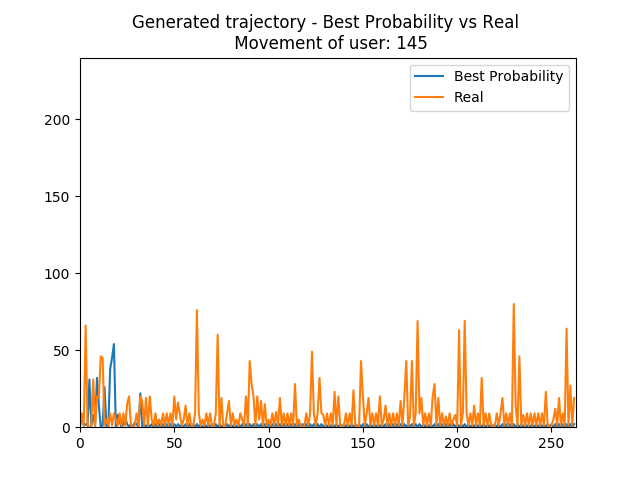 Generated trajectory - Best Probability vs Real
Movement of user: 145
Best Probability
Real
200
150
100
50
0
0
50
100
150
200
250